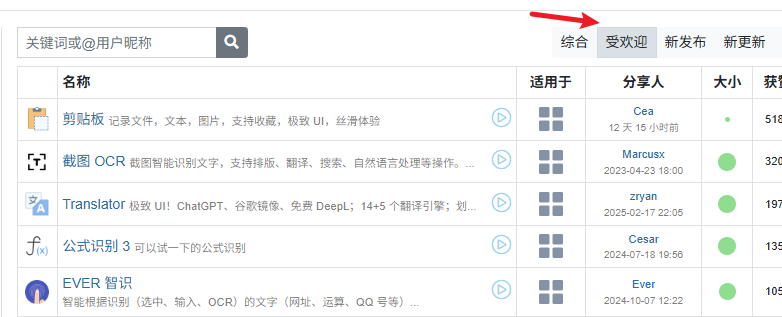 关键词或@用户昵称
综合 受欢迎 新发布 新更新
名称 适用于 分享人 大小 获
剪贴板 记录文件，文本，图片，支持收藏，极致 UI，丝滑体验 Cea 518
12 天 15 小时前
截图 OCR 截图智能识别文字，支持排版、翻译、搜索、自然语言处理等操作。... Marcusx 320
2023-04-23 18:00
Translator 极致 UI！ChatGPT、谷歌镜像、免费 DeepL；14+5 个翻译引擎；划... zryan 197
2025-02-17 22:05
公式识别 3 可以试一下的公式识别 Cesar 135
2024-07-18 19:56
EVER 智识 Ever 105
智能根据识别（选中、输入、OCR）的文字（网址、运算、QQ 号等）... 2024-10-07 12:22